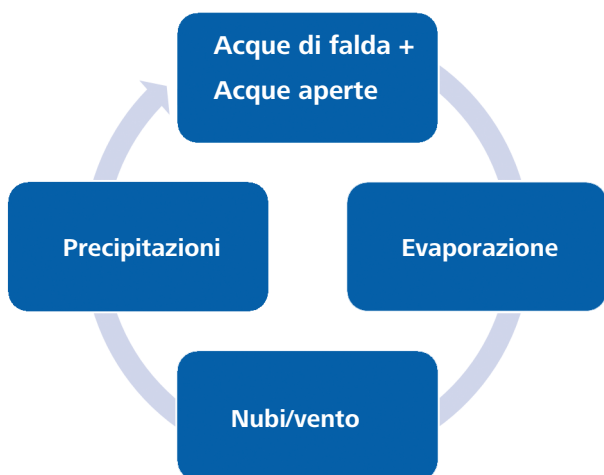 Acque di falda +
Acque aperte
Precipitazioni
Evaporazione
Nubi/vento